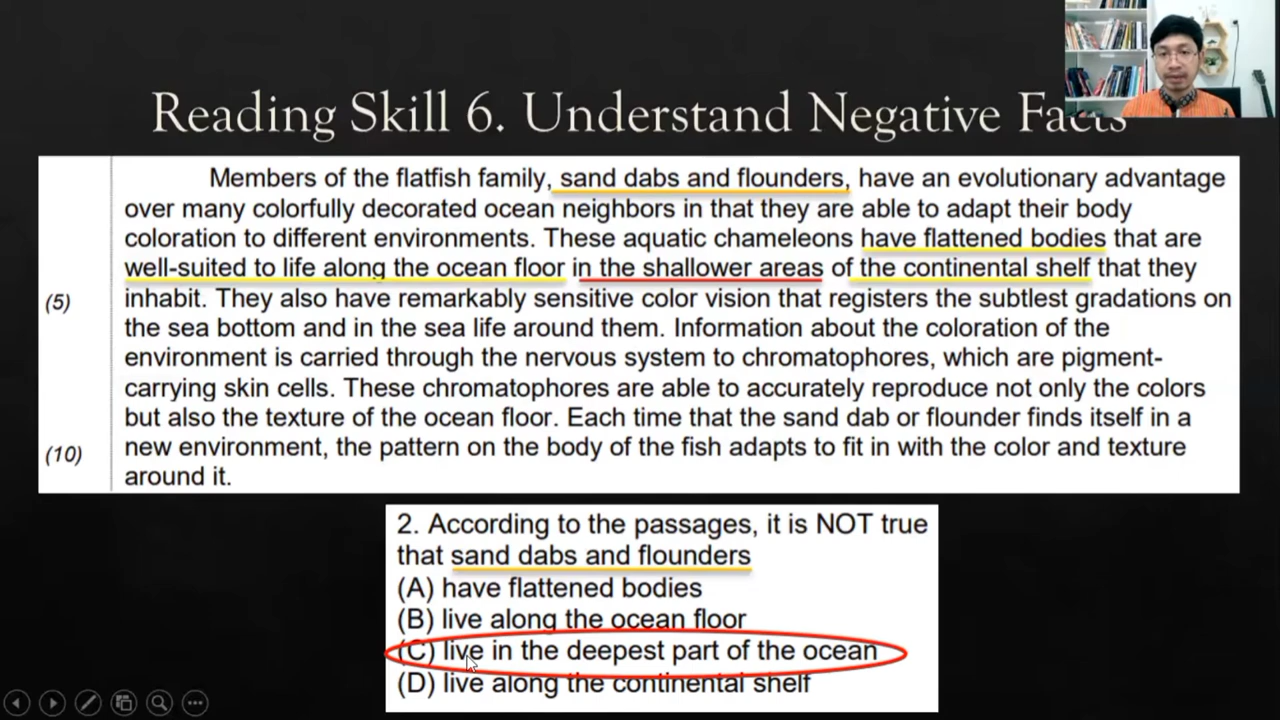 Reading Skill 6. Understand Negative Facts
Members of the flatfish family, sand dabs and flounders, have an evolutionary advantage
over many colorfully decorated ocean neighbors in that they are able to adapt their body
coloration to different environments. These aquatic chameleons have flattened bodies that are
well-suited to life along the ocean floor in the shallower areas of the continental shelf that they
(5) inhabit. They also have remarkably sensitive color vision that registers the subtlest gradations on
the sea bottom and in the sea life around them. Information about the coloration of the
environment is carried through the nervous system to chromatophores, which are pigment-
carrying skin cells. These chromatophores are able to accurately reproduce not only the colors
but also the texture of the ocean floor. Each time that the sand dab or flounder finds itself in a
(10) new environment, the pattern on the body of the fish adapts to fit in with the color and texture
around it.
2. According to the passages, it is NOT true
that sand dabs and flounders
(A) have flattened bodies
(B) live along the ocean floor
(C) live in the deepest part of the ocean
(D) live along the continental shelf